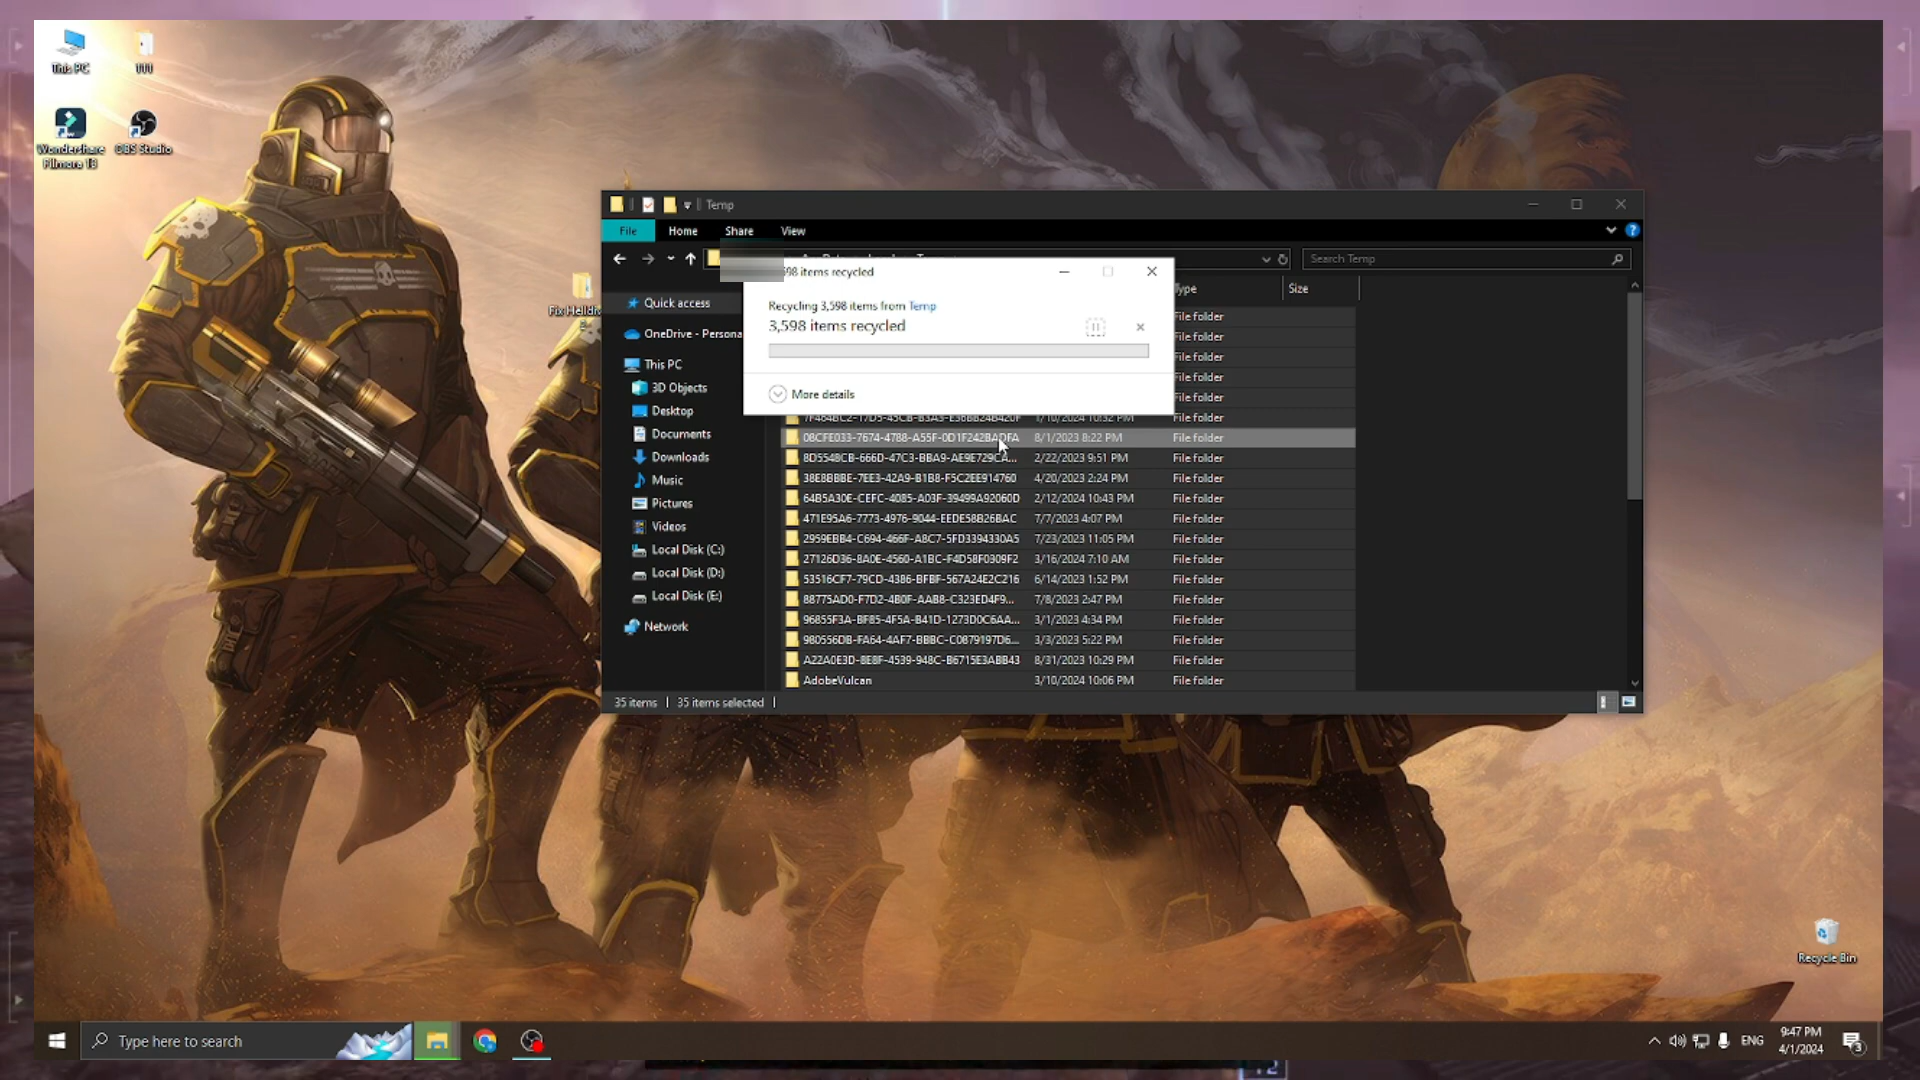 This PC
Wondershare
Filmora 13
OBS Studio
Fix Helldiv
Temp
File
Home
Share
View
Search Temp
Quick access
OneDrive - Persona
This PC
3D Objects
Desktop
Documents
Downloads
Music
Pictures
Videos
Local Disk (C:)
Local Disk (D:)
Local Disk (E:)
Network
98 items recycled
Recycling 3,598 items from Temp
3,598 items recycled
More details
Type
Size
File folder
File folder
File folder
File folder
File folder
1/10/2024 10:32 PM File folder
08CFE033-7674-4788-A55F-0D1F242BADFA 8/1/2023 8:22 PM File folder
8D5548CB-666D-47C3-BBA9-AE9E729CA... 2/22/2023 9:51 PM File folder
38E8BBBE-7EE3-42A9-B1B8-F5C2EE914760 4/20/2023 2:24 PM File folder
64B5A30E-CEFC-4085-A03F-39499A92060D 2/12/2024 10:43 PM File folder
471E95A6-7773-4976-9044-EEDE58B26BAC 7/7/2023 4:07 PM File folder
2959EBB4-C694-466F-A8C7-5FD3394330A5 7/23/2023 11:05 PM File folder
27126D36-8A0E-4560-A1BC-F4D58F0309F2 3/16/2024 7:10 AM File folder
53516CF7-79CD-4386-BFBF-567A24E2C216 6/14/2023 1:52 PM File folder
88775AD0-F7D2-4B0F-AAB8-C323ED4F9... 7/8/2023 2:47 PM File folder
96855F3A-BF85-4F5A-B41D-1273D0C6AA... 3/1/2023 4:34 PM File folder
980556DB-FA64-4AF7-BBBC-C0879197D6... 3/3/2023 5:22 PM File folder
A22A0E3D-8E8F-4539-948C-B6715E3ABB43 8/31/2023 10:29 PM File folder
AdobeVulcan 3/10/2024 10:06 PM File folder
35 items
35 items selected
Recycle Bin
Type here to search
ENG
9:47 PM
4/1/2024
3